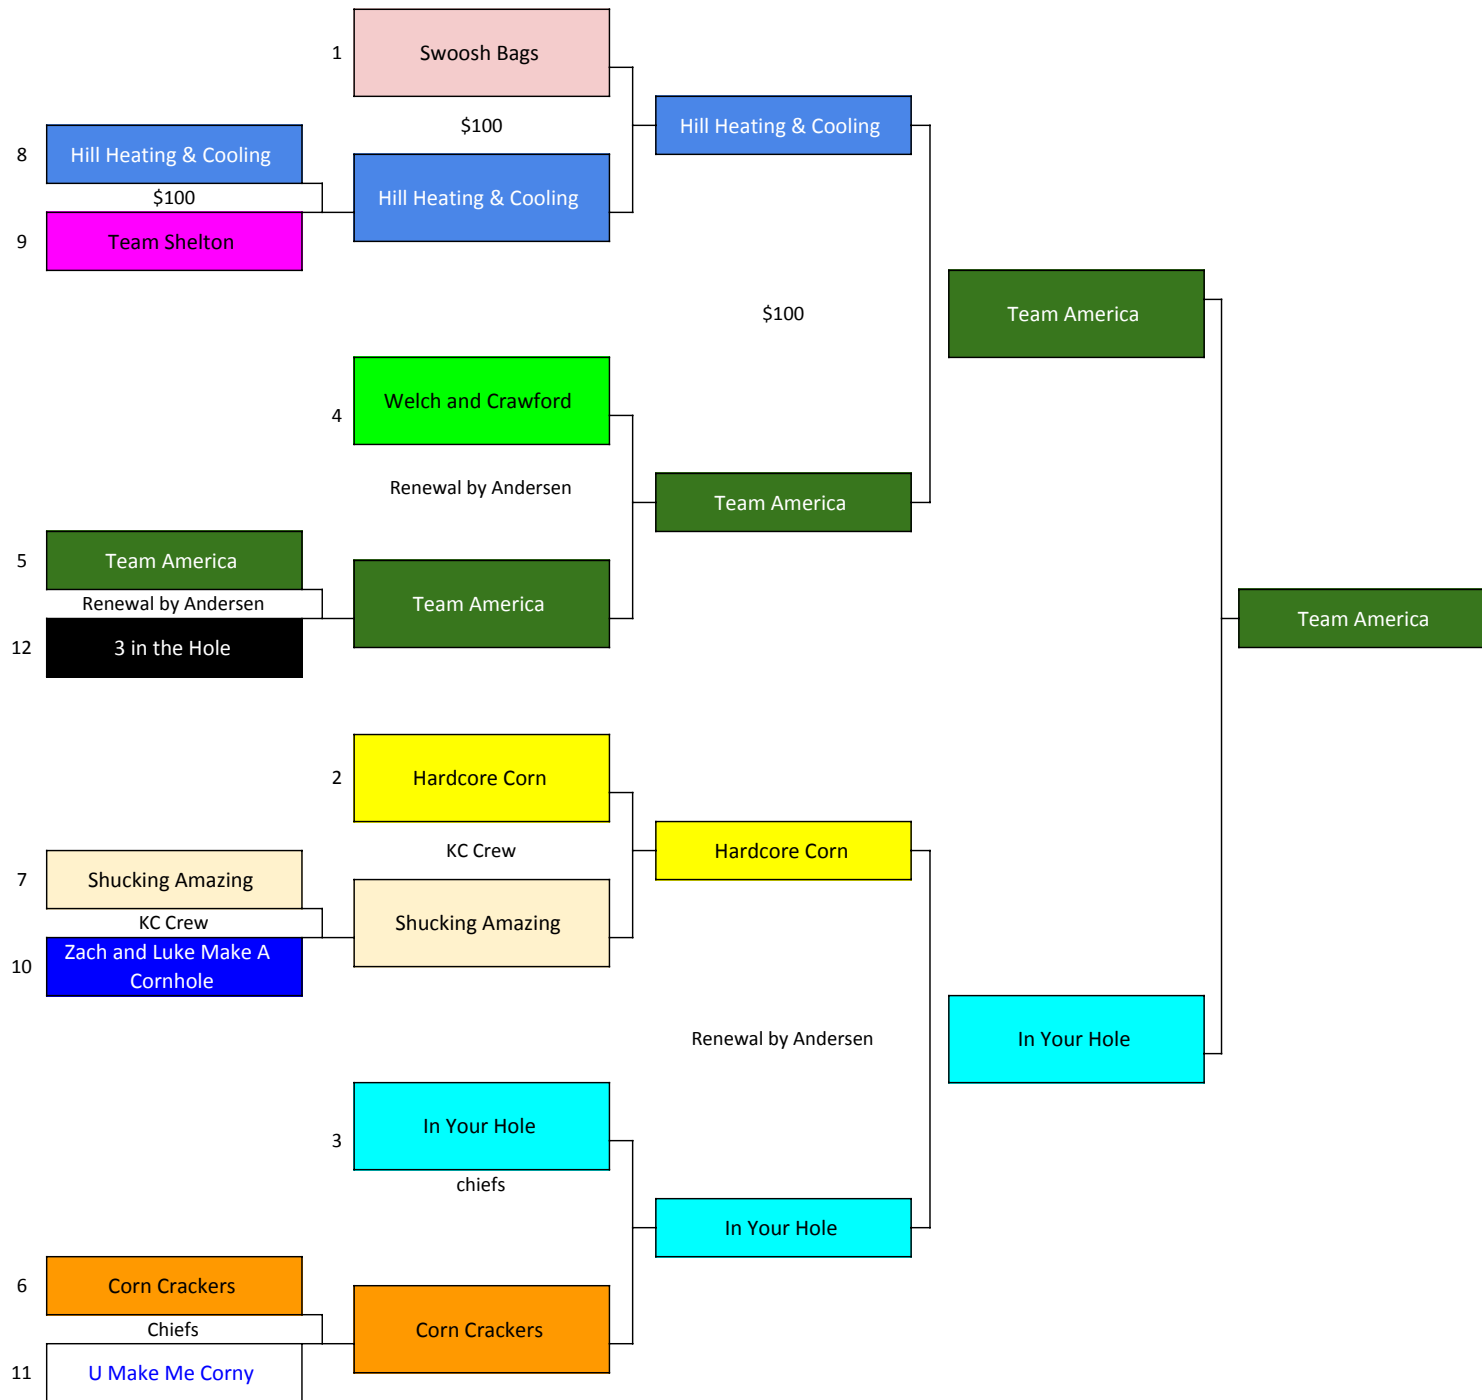 1
Swoosh Bags
$100
Hill Heating & Cooling
8
Hill Heating & Cooling
$100
Hill Heating & Cooling
9
Team Shelton
$100
Team America
4
Welch and Crawford
Renewal by Andersen
Team America
5
Team America
Renewal by Andersen
Team America
12
3 in the Hole
Team America
2
Hardcore Corn
KC Crew
Hardcore Corn
7
Shucking Amazing
KC Crew
Shucking Amazing
10
Zach and Luke Make A
Cornhole
Renewal by Andersen
In Your Hole
3
In Your Hole
chiefs
In Your Hole
6
Corn Crackers
Chiefs
Corn Crackers
11
U Make Me Corny